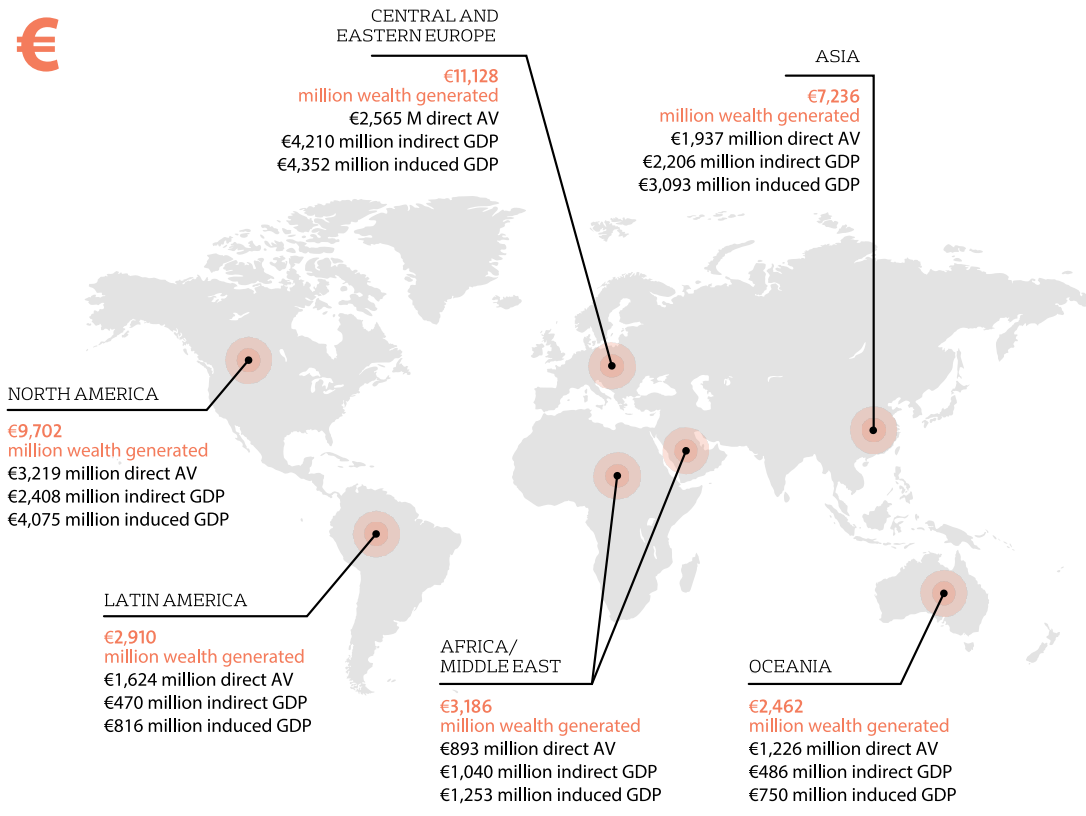 €
CENTRAL AND
EASTERN EUROPE
€11,128
million wealth generated
€2,565 M direct AV
€4,210 million indirect GDP
€4,352 million induced GDP
ASIA
€7,236
million wealth generated
€1,937 million direct AV
€2,206 million indirect GDP
€3,093 million induced GDP
NORTH AMERICA
€9,702
million wealth generated
€3,219 million direct AV
€2,408 million indirect GDP
€4,075 million induced GDP
LATIN AMERICA
€2,910
million wealth generated
€1,624 million direct AV
€470 million indirect GDP
€816 million induced GDP
AFRICA/
MIDDLE EAST
€3,186
million wealth generated
€893 million direct AV
€1,040 million indirect GDP
€1,253 million induced GDP
OCEANIA
€2,462
million wealth generated
€1,226 million direct AV
€486 million indirect GDP
€750 million induced GDP